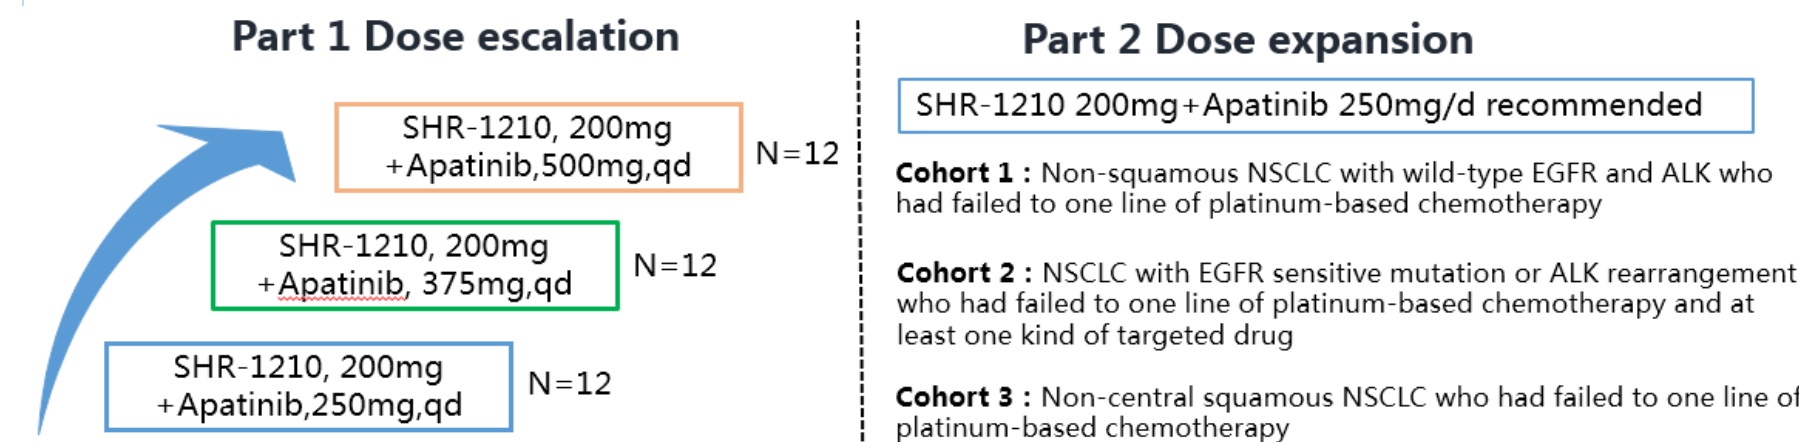 Part 1 Dose escalation
SHR-1210, 200mg
+Apatinib,500mg,qd
N=12
SHR-1210, 200mg
+Apatinib, 375mg,qd
N=12
SHR-1210, 200mg
+Apatinib,250mg,qd
N=12
Part 2 Dose expansion
SHR-1210 200mg+Apatinib 250mg/d recommended
Cohort 1 : Non-squamous NSCLC with wild-type EGFR and ALK who
had failed to one line of platinum-based chemotherapy
Cohort 2 : NSCLC with EGFR sensitive mutation or ALK rearrangement
who had failed to one line of platinum-based chemotherapy and at
least one kind of targeted drug
Cohort 3 : Non-central squamous NSCLC who had failed to one line of
platinum-based chemotherapy